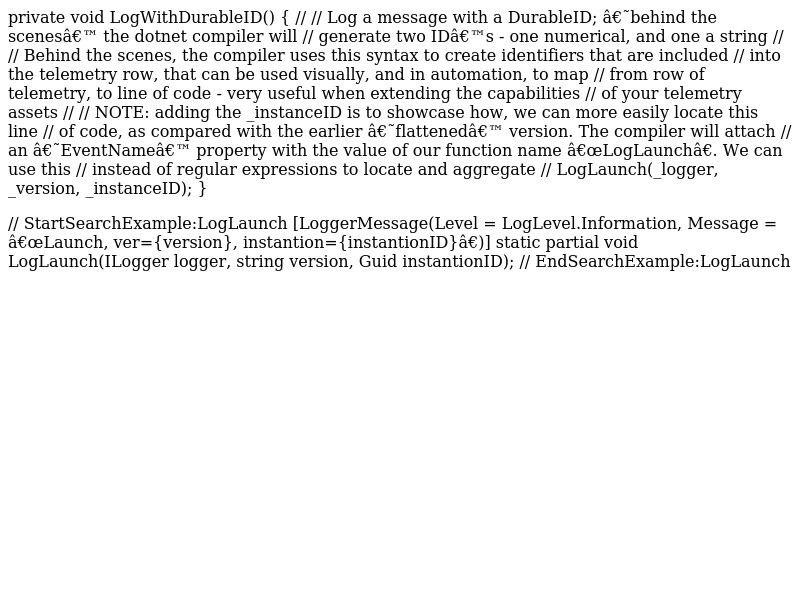 private void LogWithDurableID() { // // Log a message with a DurableID; â€˜behind the
scenesâ€™ the dotnet compiler will // generate two IDâ€™s - one numerical, and one a string //
// Behind the scenes, the compiler uses this syntax to create identifiers that are included // into
the telemetry row, that can be used visually, and in automation, to map // from row of
telemetry, to line of code - very useful when extending the capabilities // of your telemetry
assets // // NOTE: adding the _instanceID is to showcase how, we can more easily locate this
line // of code, as compared with the earlier â€˜flattenedâ€™ version. The compiler will attach //
an â€˜EventNameâ€™ property with the value of our function name â€œLogLaunchâ€. We can
use this // instead of regular expressions to locate and aggregate // LogLaunch(_logger,
_version, _instanceID); }
// StartSearchExample:LogLaunch [LoggerMessage(Level = LogLevel.Information, Message =
â€œLaunch, ver={version}, instantion={instantionID}â€)] static partial void
LogLaunch(ILogger logger, string version, Guid instantionID); // EndSearchExample:LogLaunch